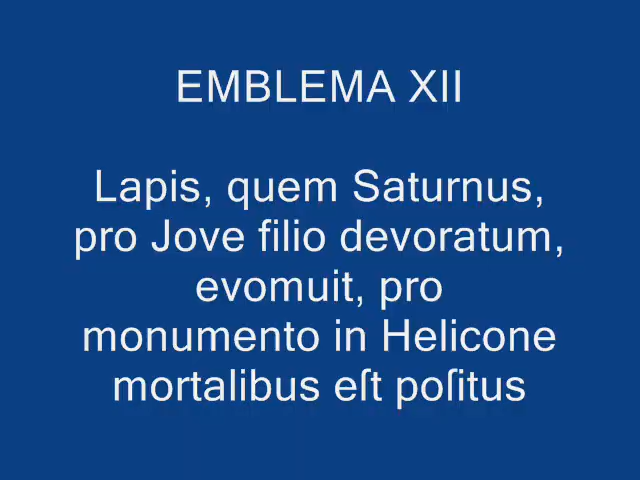 EMBLEMA XII
Lapis, quem Saturnus,
pro Jove filio devoratum,
evomuit, pro
monumento in Helicone
mortalibus eſt poſitus